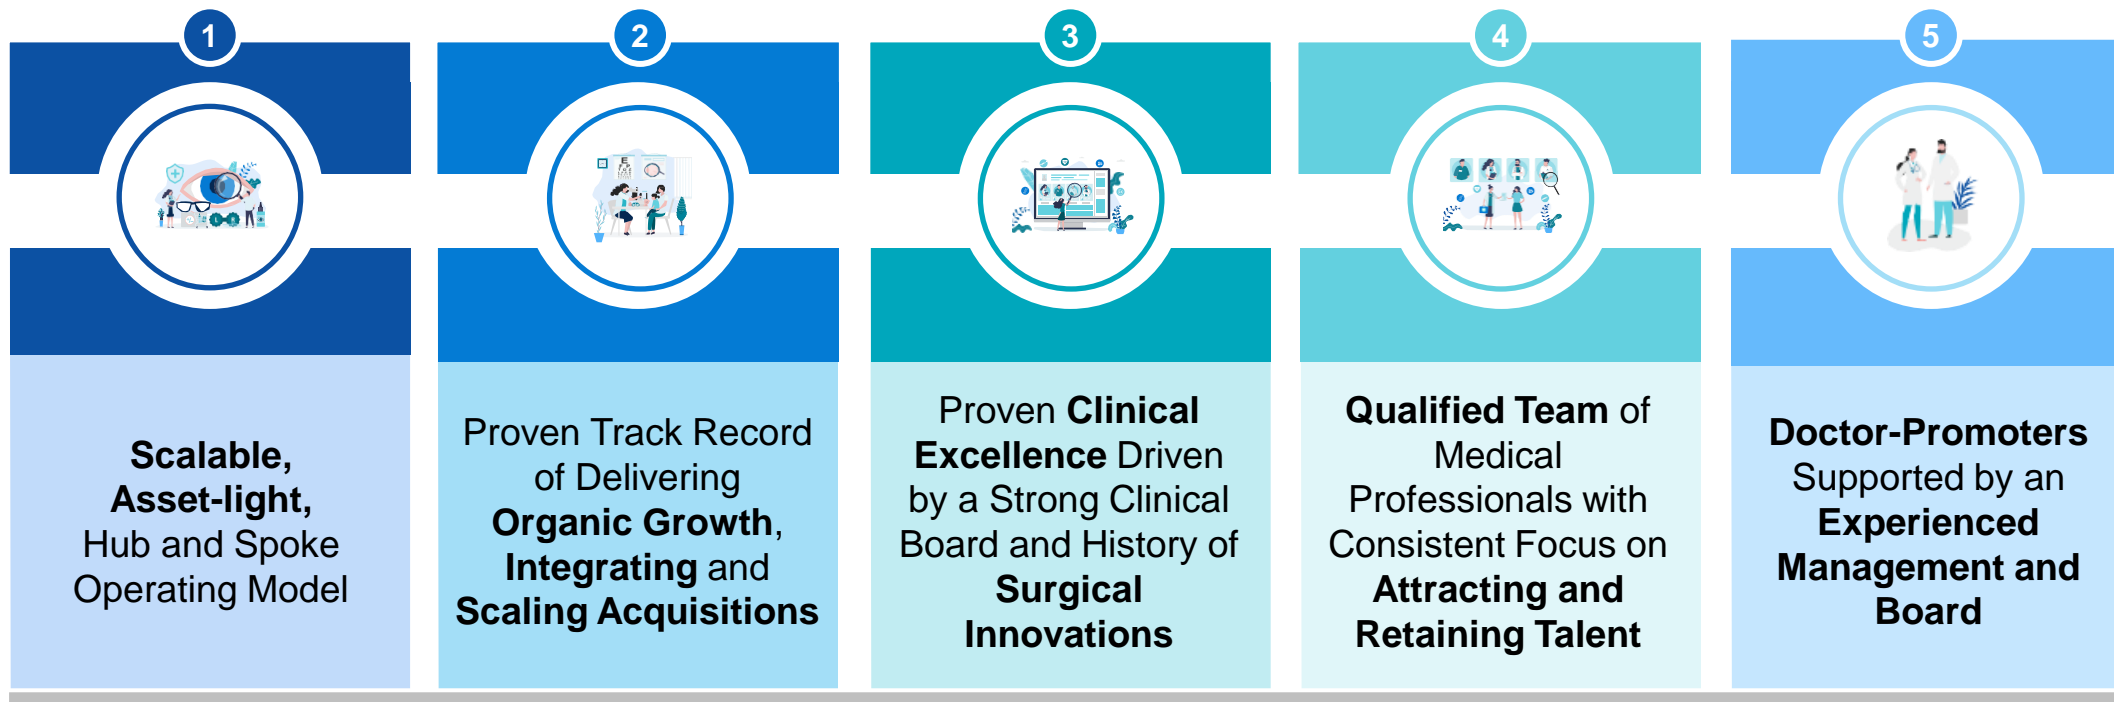 1
Scalable,
Asset-light,
Hub and Spoke
Operating Model
2
Proven Track Record
of Delivering
Organic Growth,
Integrating and
Scaling Acquisitions
3
Proven Clinical
Excellence Driven
by a Strong Clinical
Board and History of
Surgical
Innovations
4
Qualified Team of
Medical
Professionals with
Consistent Focus on
Attracting and
Retaining Talent
5
Doctor-Promoters
Supported by an
Experienced
Management and
Board